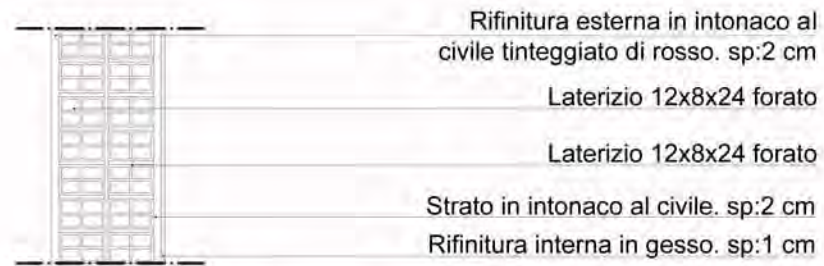 Rifinitura esterna in intonaco al
civile tinteggiato di rosso. sp:2 cm
Laterizio 12x8x24 forato
Laterizio 12x8x24 forato
Strato in intonaco al civile. sp:2 cm
Rifinitura interna in gesso. sp:1 cm